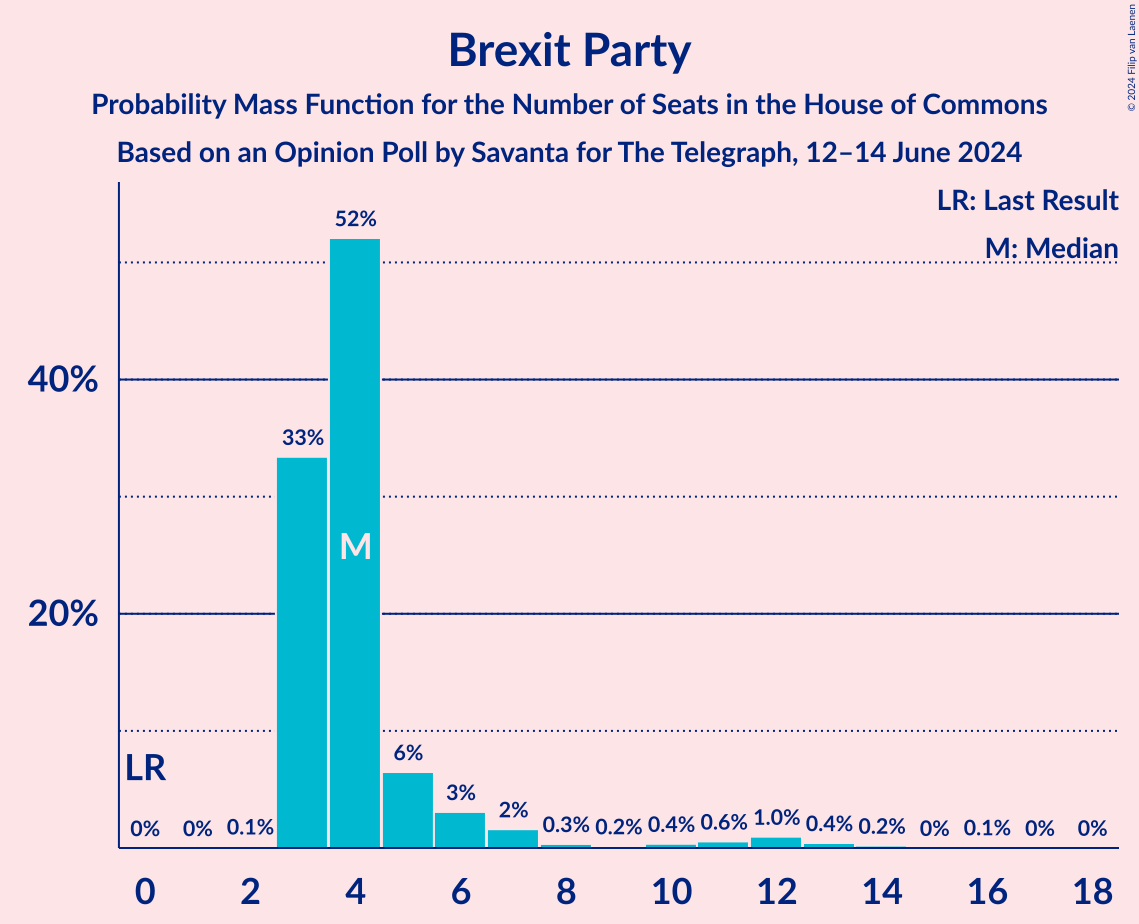 Brexit Party
Probability Mass Function for the Number of Seats in the House of Commons
Based on an Opinion Poll by Savanta for The Telegraph, 12–14 June 2024
© 2024 Filip van Laenen
LR: Last Result
M: Median
52%
40%
33%
M
20%
LR
0% 0% 0.1% 6% 3% 2% 0.3% 0.2% 0.4% 0.6% 1.0% 0.4% 0.2% 0% 0.1% 0% 0%
0 2 4 6 8 10 12 14 16 18